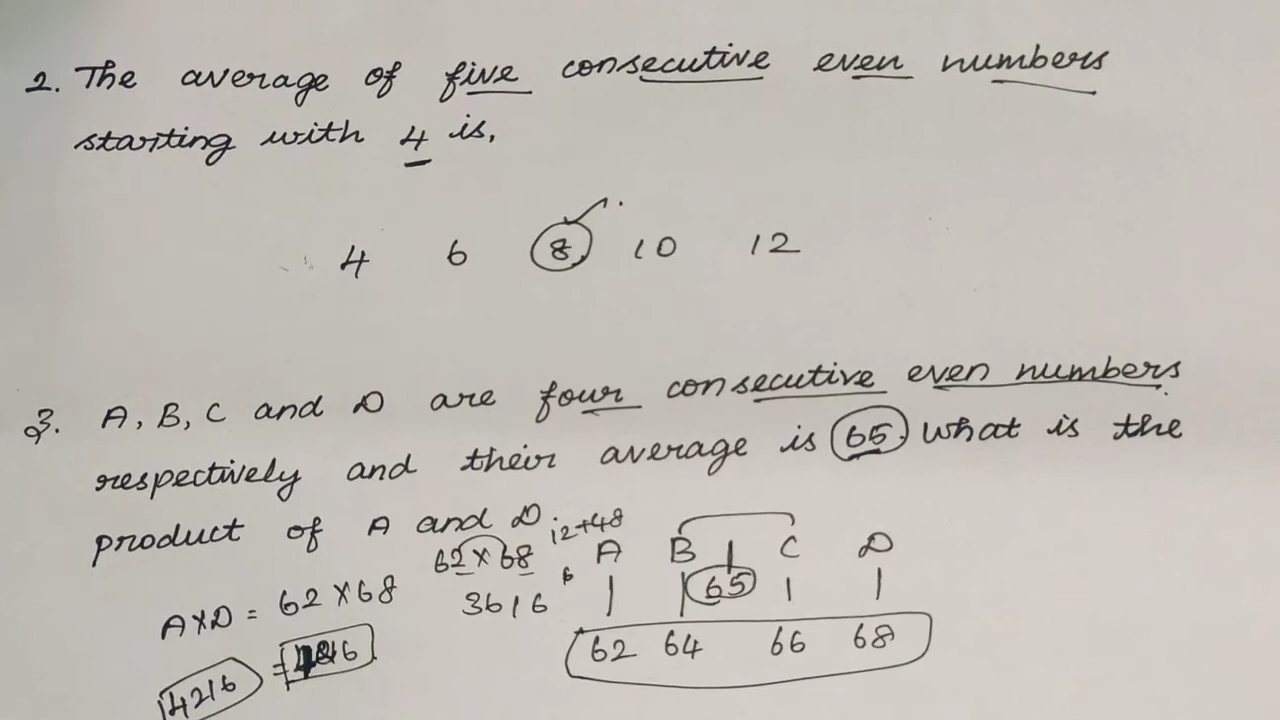 2. The average of five consecutive even numbers
starting with 4 is,
4 6 8 10 12
3. A, B, C and D are four consecutive even numbers
respectively and their average is 65. What is the
product of A and D.
12+48
62 x 68
3616
6
A B C D
65
62 64 66 68
AXD = 62 X 68
=
4216